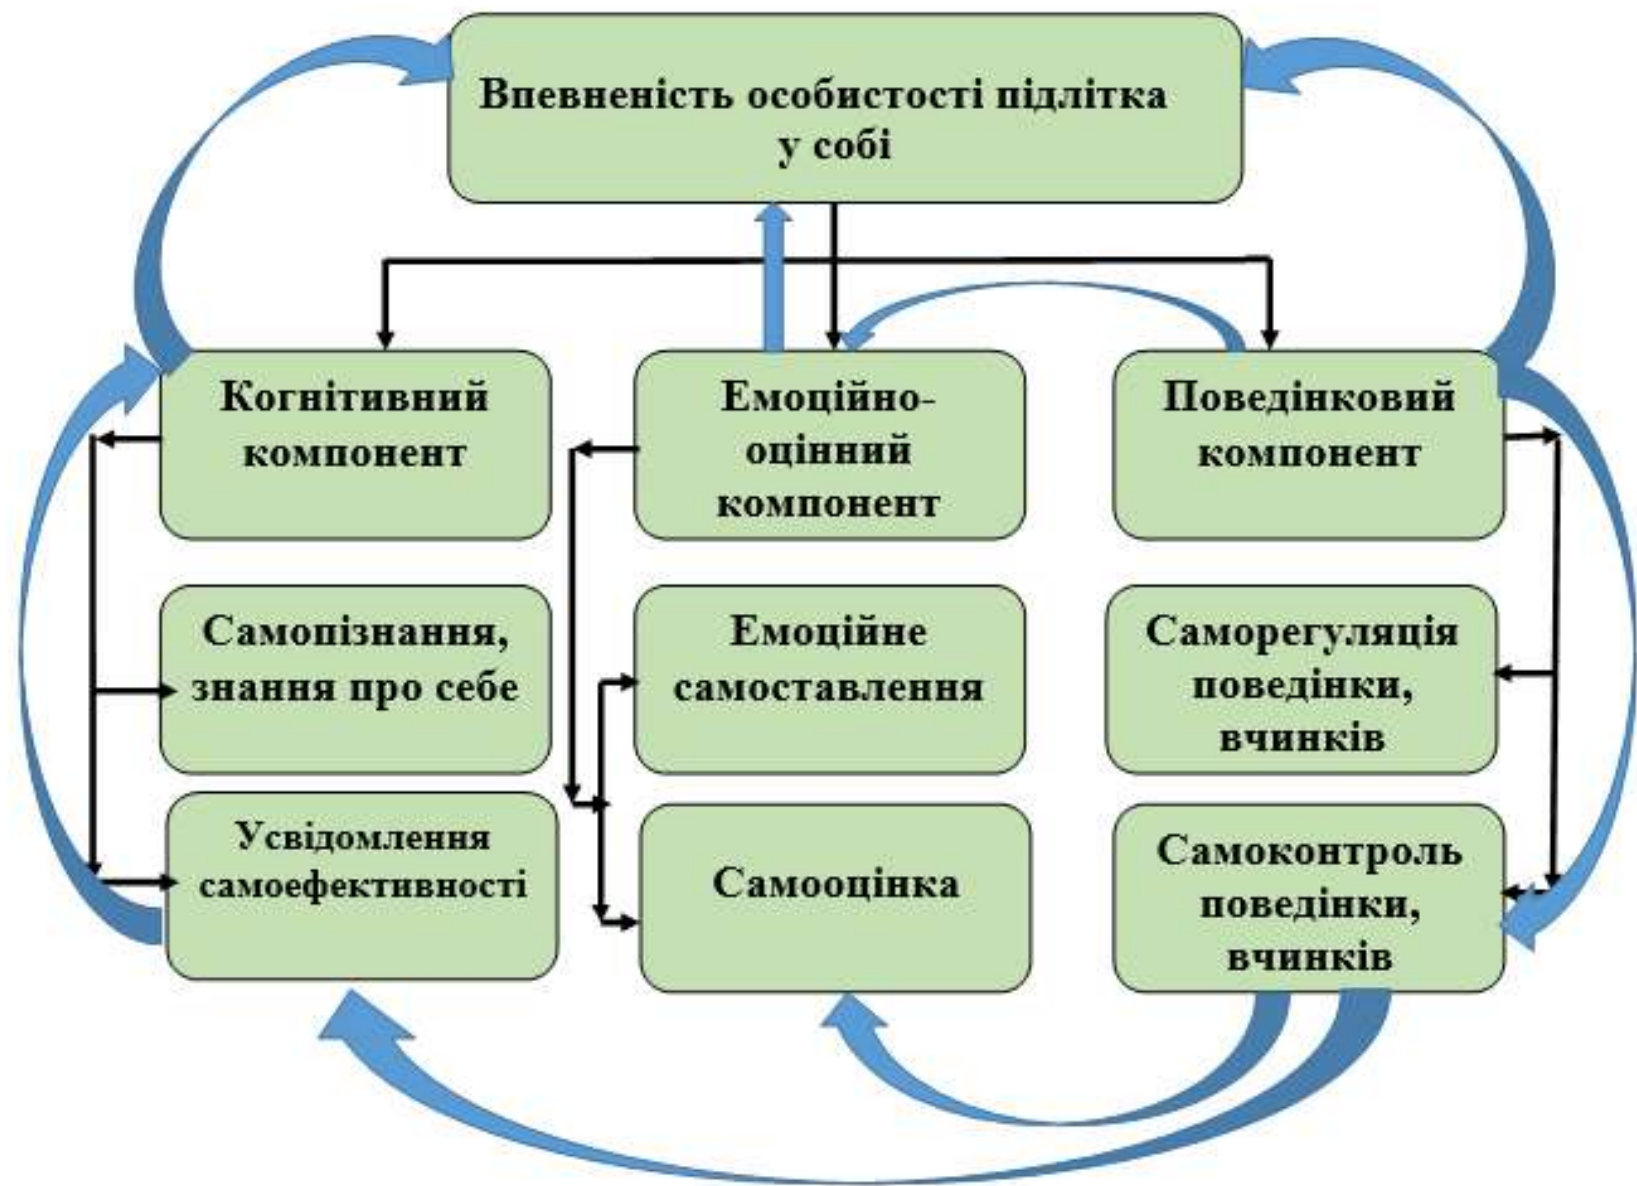 Впевненість особистості підлітка
у собі
Когнітивний
компонент
Емоційно-
оцінний
компонент
Поведінковий
компонент
Самопізнання,
знання про себе
Емоційне
самоставлення
Саморегуляція
поведінки,
вчинків
Усвідомлення
самоефективності
Самооцінка
Самоконтроль
поведінки,
вчинків